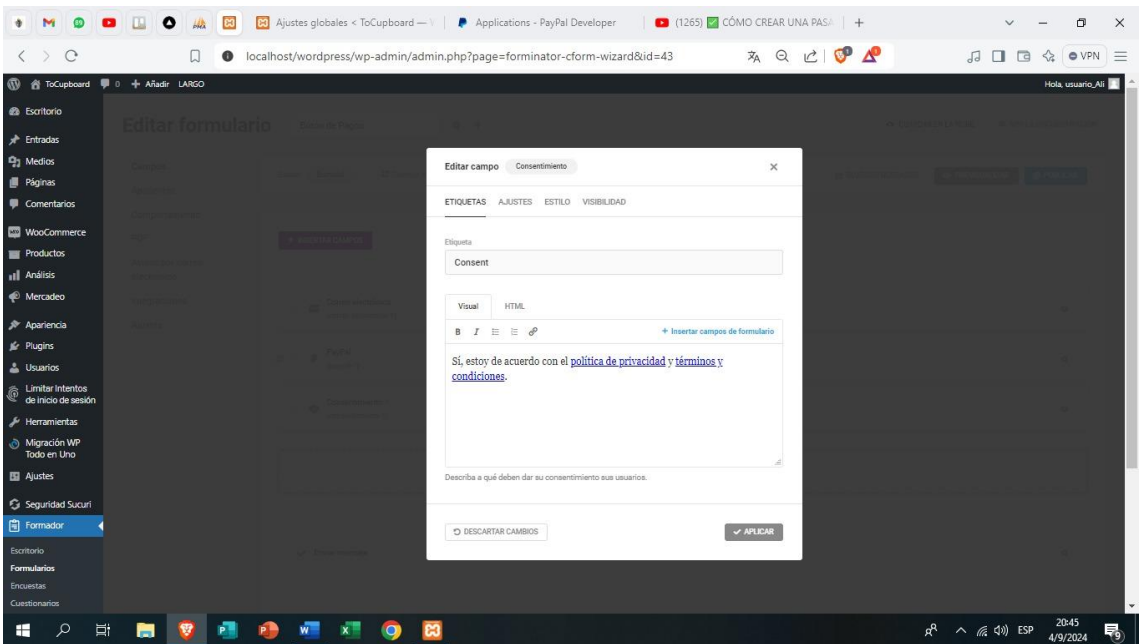 Ajustes globales < ToCupboard — W
Applications - PayPal Developer
(1265) ✅ CÓMO CREAR UNA PASA
localhost/wordpress/wp-admin/admin.php?page=forminator-cform-wizard&id=43
VPN
ToCupboard 0 + Añadir LARGO
Hola, usuario_Ali
Escritorio
Entradas
Medios
Páginas
Comentarios
WooCommerce
Productos
Análisis
Mercadeo
Apariencia
Plugins
Usuarios
Limitar Intentos
de inicio de sesión
Herramientas
Migración WP
Todo en Uno
Ajustes
Seguridad Sucuri
Formador
Escritorio
Formularios
Encuestas
Cuestionarios
Editar formulario
Editar campo Consentimiento
ETIQUETAS AJUSTES ESTILO VISIBILIDAD
Etiqueta
Consent
Visual HTML
B I + Insertar campos de formulario
Sí, estoy de acuerdo con el política de privacidad y términos y
condiciones.
Describa a qué deben dar su consentimiento sus usuarios.
DESCARTAR CAMBIOS
APLICAR
ESP
20:45
4/9/2024